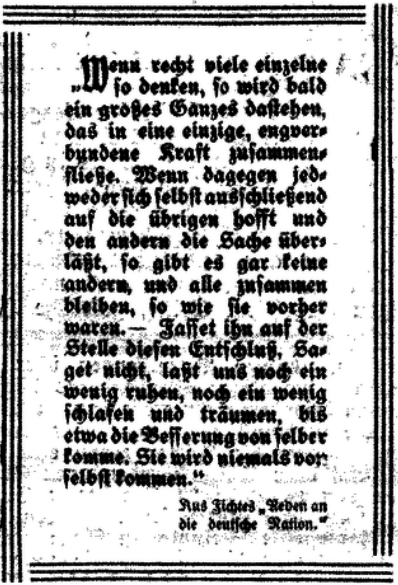 „Wenn recht viele einzelne
so denken, so wird bald
ein großes Ganzes dastehen,
das in eine einzige, engver-
bundene Kraft zusammen-
fließe. Wenn dagegen jed-
weder sich selbst ausschließend
auf die übrigen hofft und
den andern die Sache über-
läßt, so gibt es gar keine
andern, und alle zusammen
bleiben, so wie sie vorher
waren. — Fasset ihn auf der
Stelle diesen Entschluß. Sa-
get nicht, laßt uns noch ein
wenig ruhen, noch ein wenig
schlafen und träumen, bis
etwa die Besserung von selber
komme. Sie wird niemals von
selbst kommen.“
Aus Fichtes „Reden an
die deutsche Nation.“